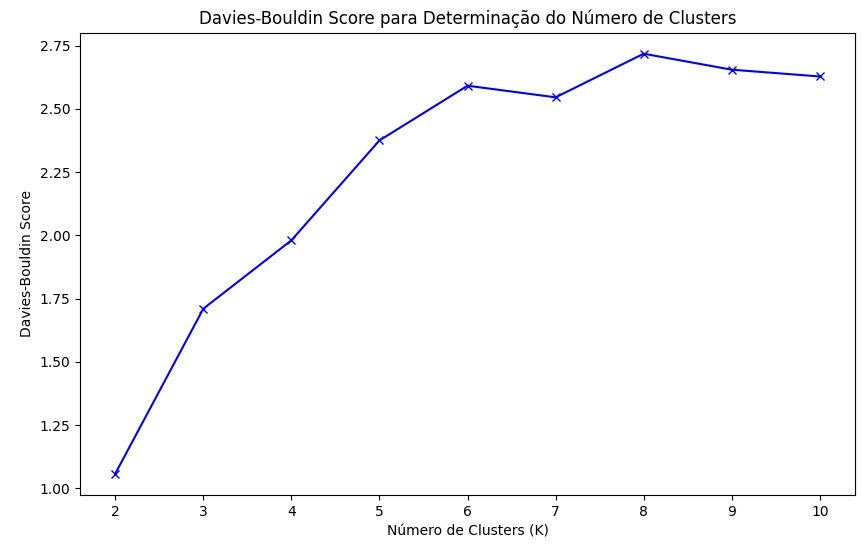 Davies-Bouldin Score para Determinação do Número de Clusters
2.75
2.50
2.25
2.00
1.75
1.50
1.25
1.00
Davies-Bouldin Score
2 3 4 5 6 7 8 9 10
Número de Clusters (K)